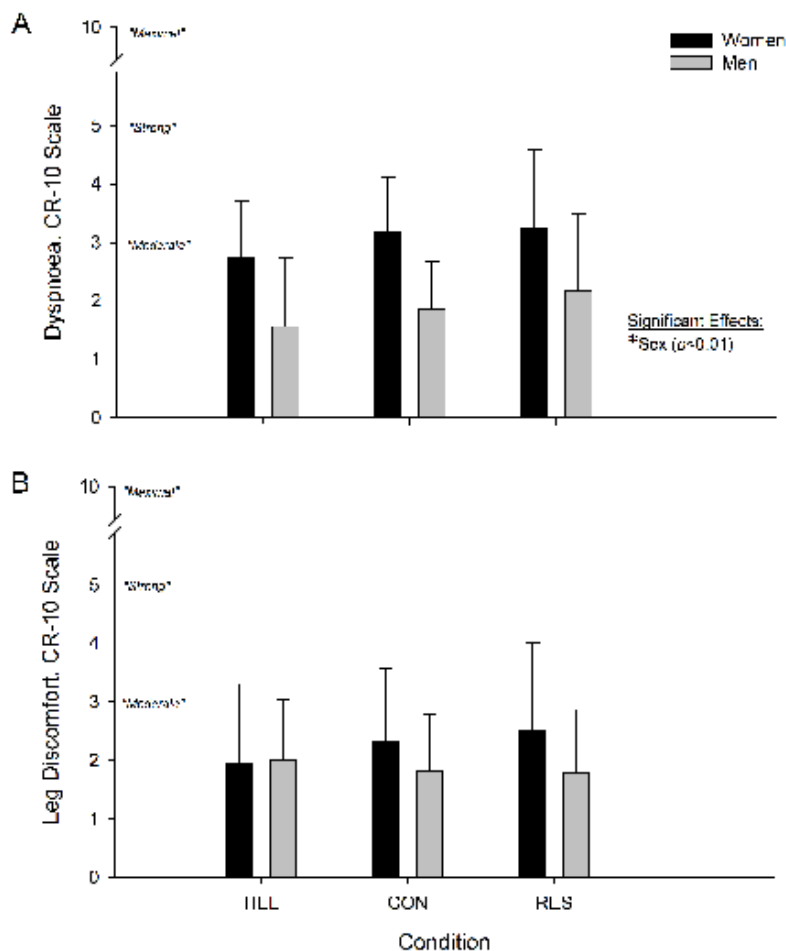 A
10
"Maximal"
Women
Men
5
"Strong"
4
3
"Moderate"
2
1
0
Dyspnoea, CR-10 Scale
Significant Effects:
‡Sex (p<0.01)
B
10
"Maximal"
5
"Strong"
4
3
"Moderate"
2
1
0
Leg Discomfort, CR-10 Scale
CON
RES
Condition